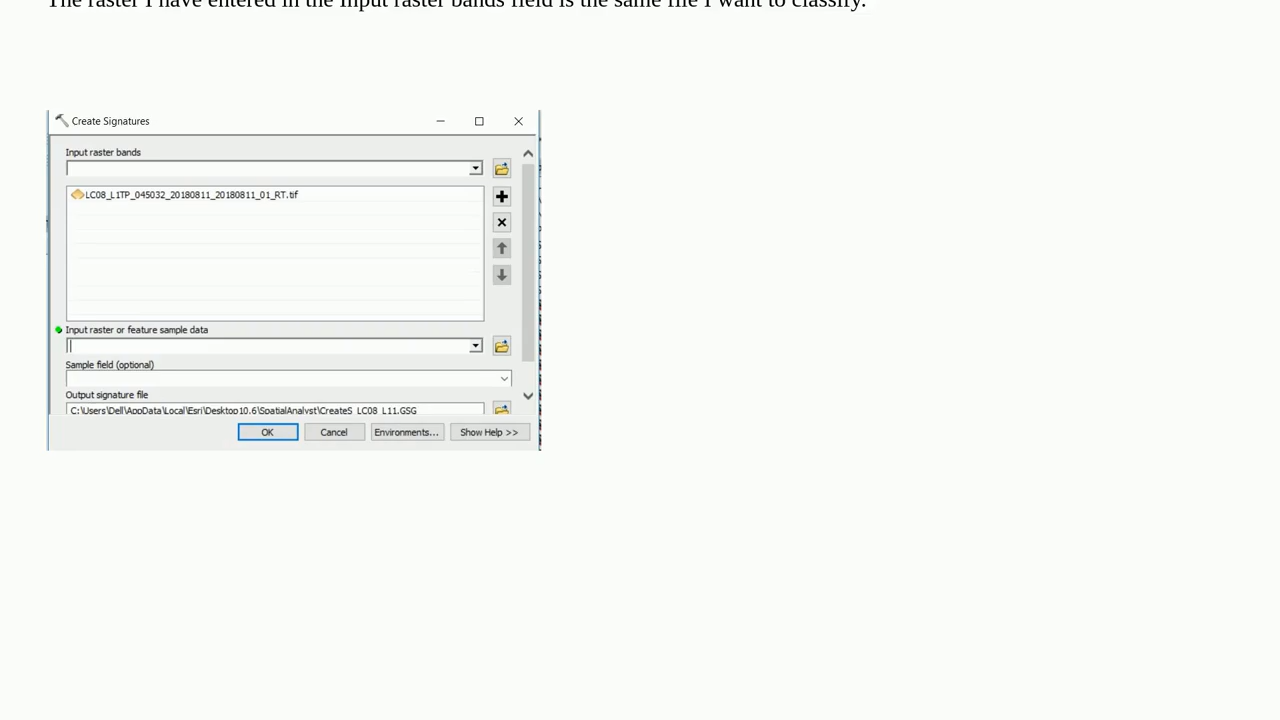 The raster I have entered in the Input raster bands field is the same file I want to classify.
Create Signatures
Input raster bands
LC08_L1TP_045032_20180811_20180811_01_RT.tif
Input raster or feature sample data
Sample field (optional)
Output signature file
C:\Users\Dell\AppData\Local\Esri\Desktop10.6\SpatialAnalyst\CreateS_LC08_L11.GSG
OK Cancel Environments... Show Help >>